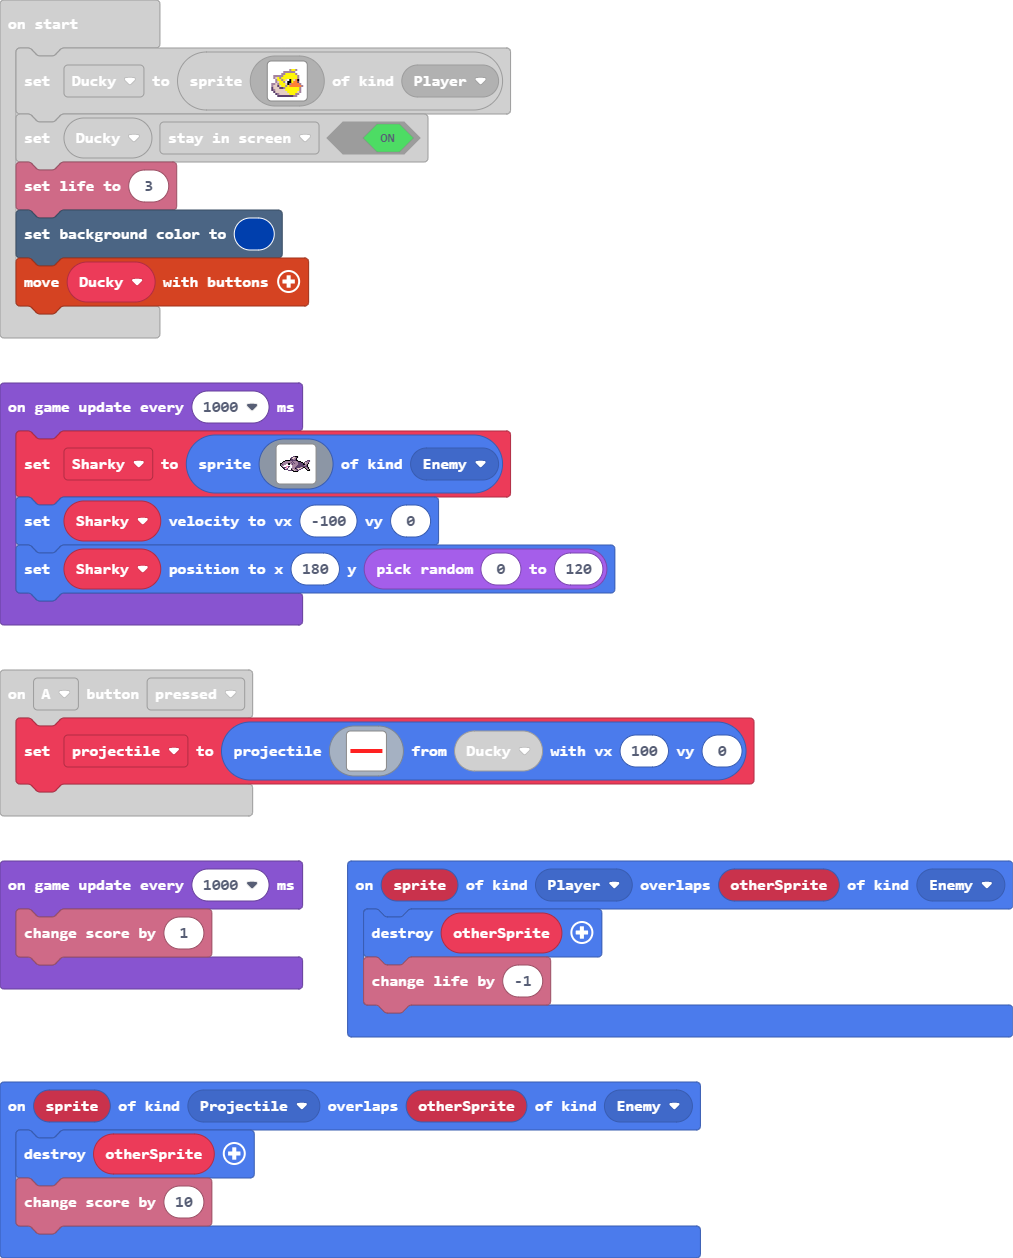 on start
set Ducky to sprite of kind Player
set Ducky stay in screen ON
set life to 3
set background color to
move Ducky with buttons
on game update every 1000 ms
set Sharky to sprite of kind Enemy
set Sharky velocity to vx -100 vy 0
set Sharky position to x 180 y pick random 0 to 120
on A button pressed
set projectile to projectile from Ducky with vx 100 vy 0
on game update every 1000 ms
change score by 1
on sprite of kind Player overlaps otherSprite of kind Enemy
destroy otherSprite
change life by -1
on sprite of kind Projectile overlaps otherSprite of kind Enemy
destroy otherSprite
change score by 10